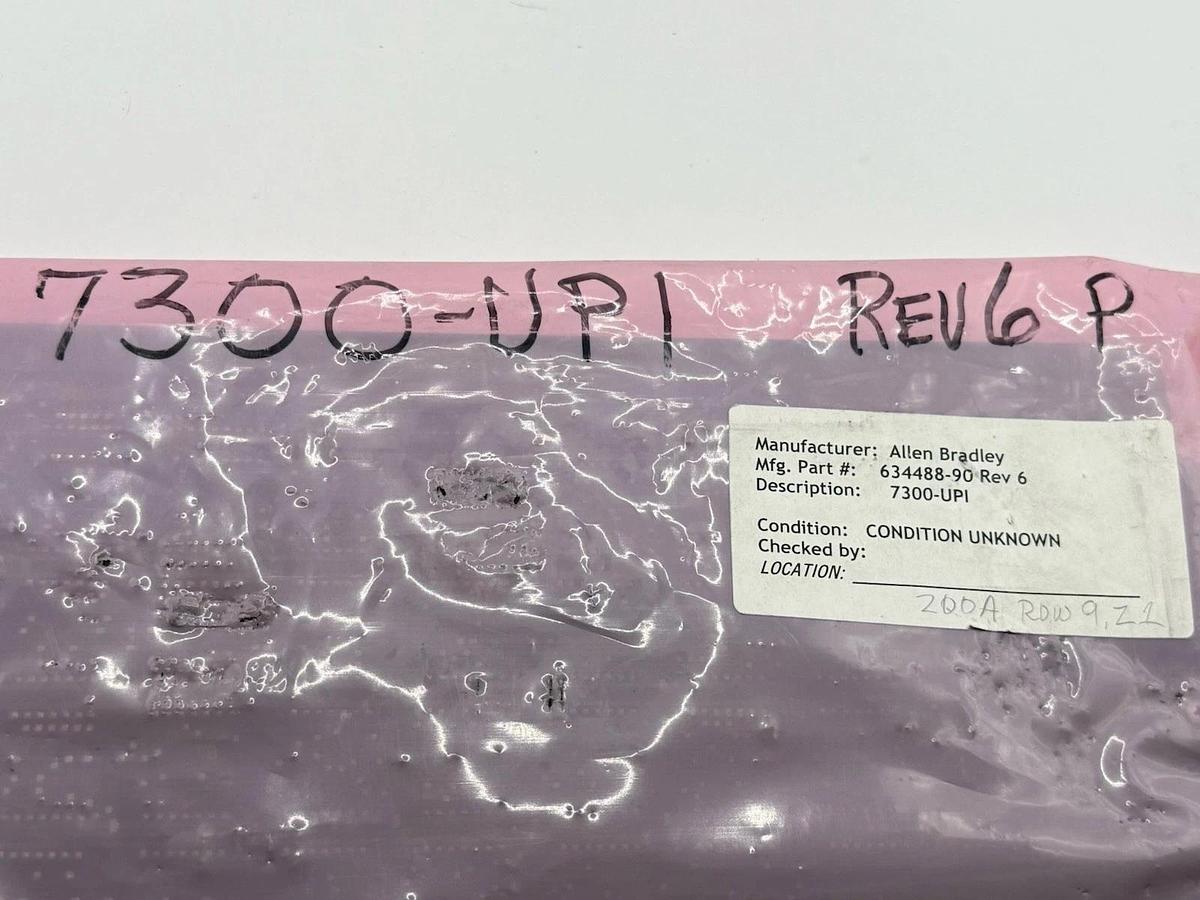 7300-UPI REV6 P
Manufacturer: Allen Bradley
Mfg. Part #: 634488-90 Rev 6
Description: 7300-UPI
Condition: CONDITION UNKNOWN
Checked by:
LOCATION:
200A ROW 9, Z1